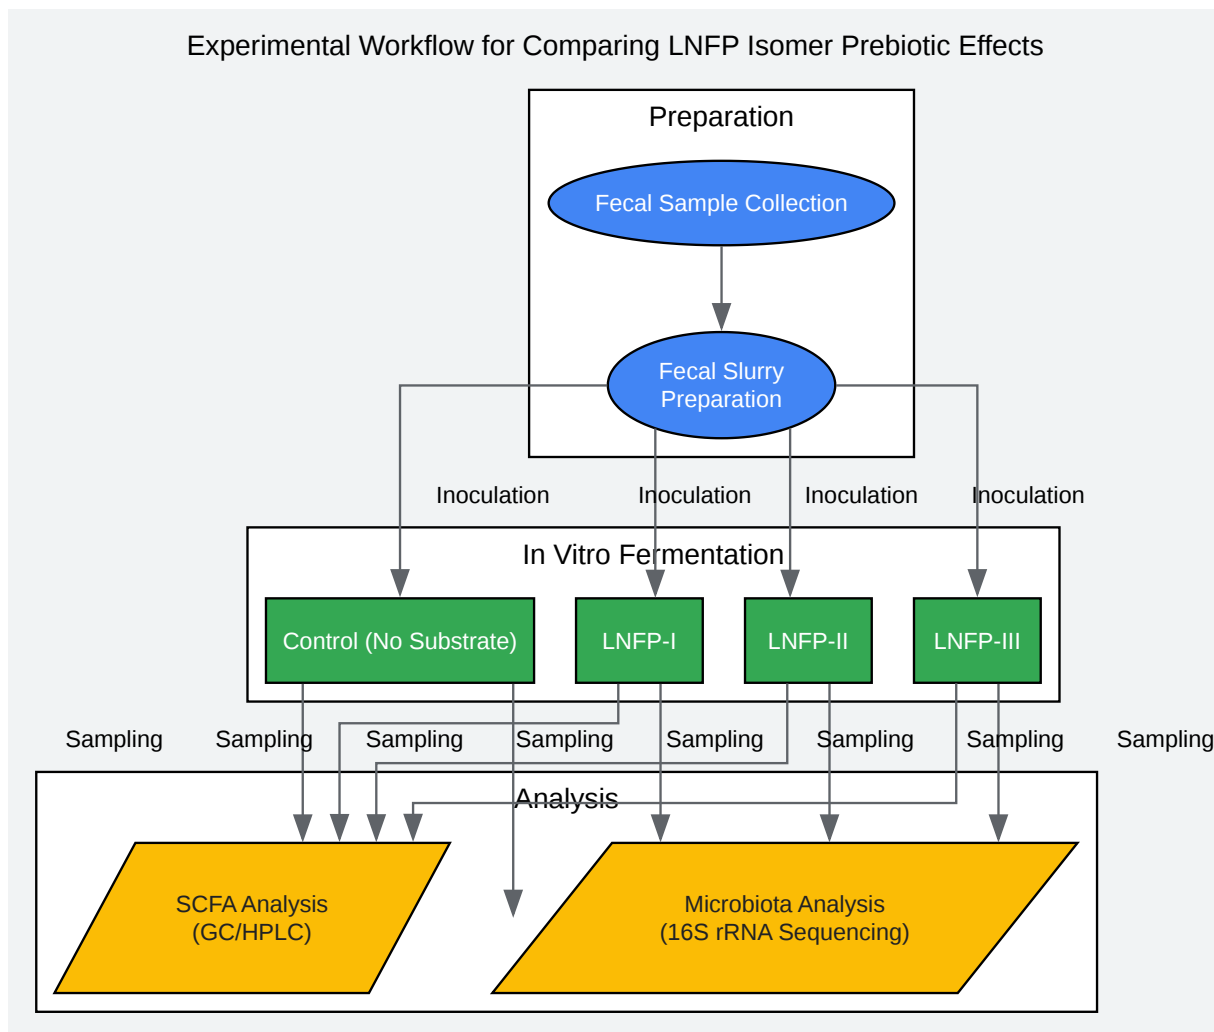 Experimental Workflow for Comparing LNFP Isomer Prebiotic Effects
Preparation
Fecal Sample Collection
Fecal Slurry
Preparation
Inoculation
Inoculation
Inoculation
Inoculation
In Vitro Fermentation
Control (No Substrate)
LNFP-I
LNFP-II
LNFP-III
Sampling
Sampling
Sampling
Sampling
Sampling
Sampling
Sampling
Sampling
Analysis
SCFA Analysis
(GC/HPLC)
Microbiota Analysis
(16S rRNA Sequencing)